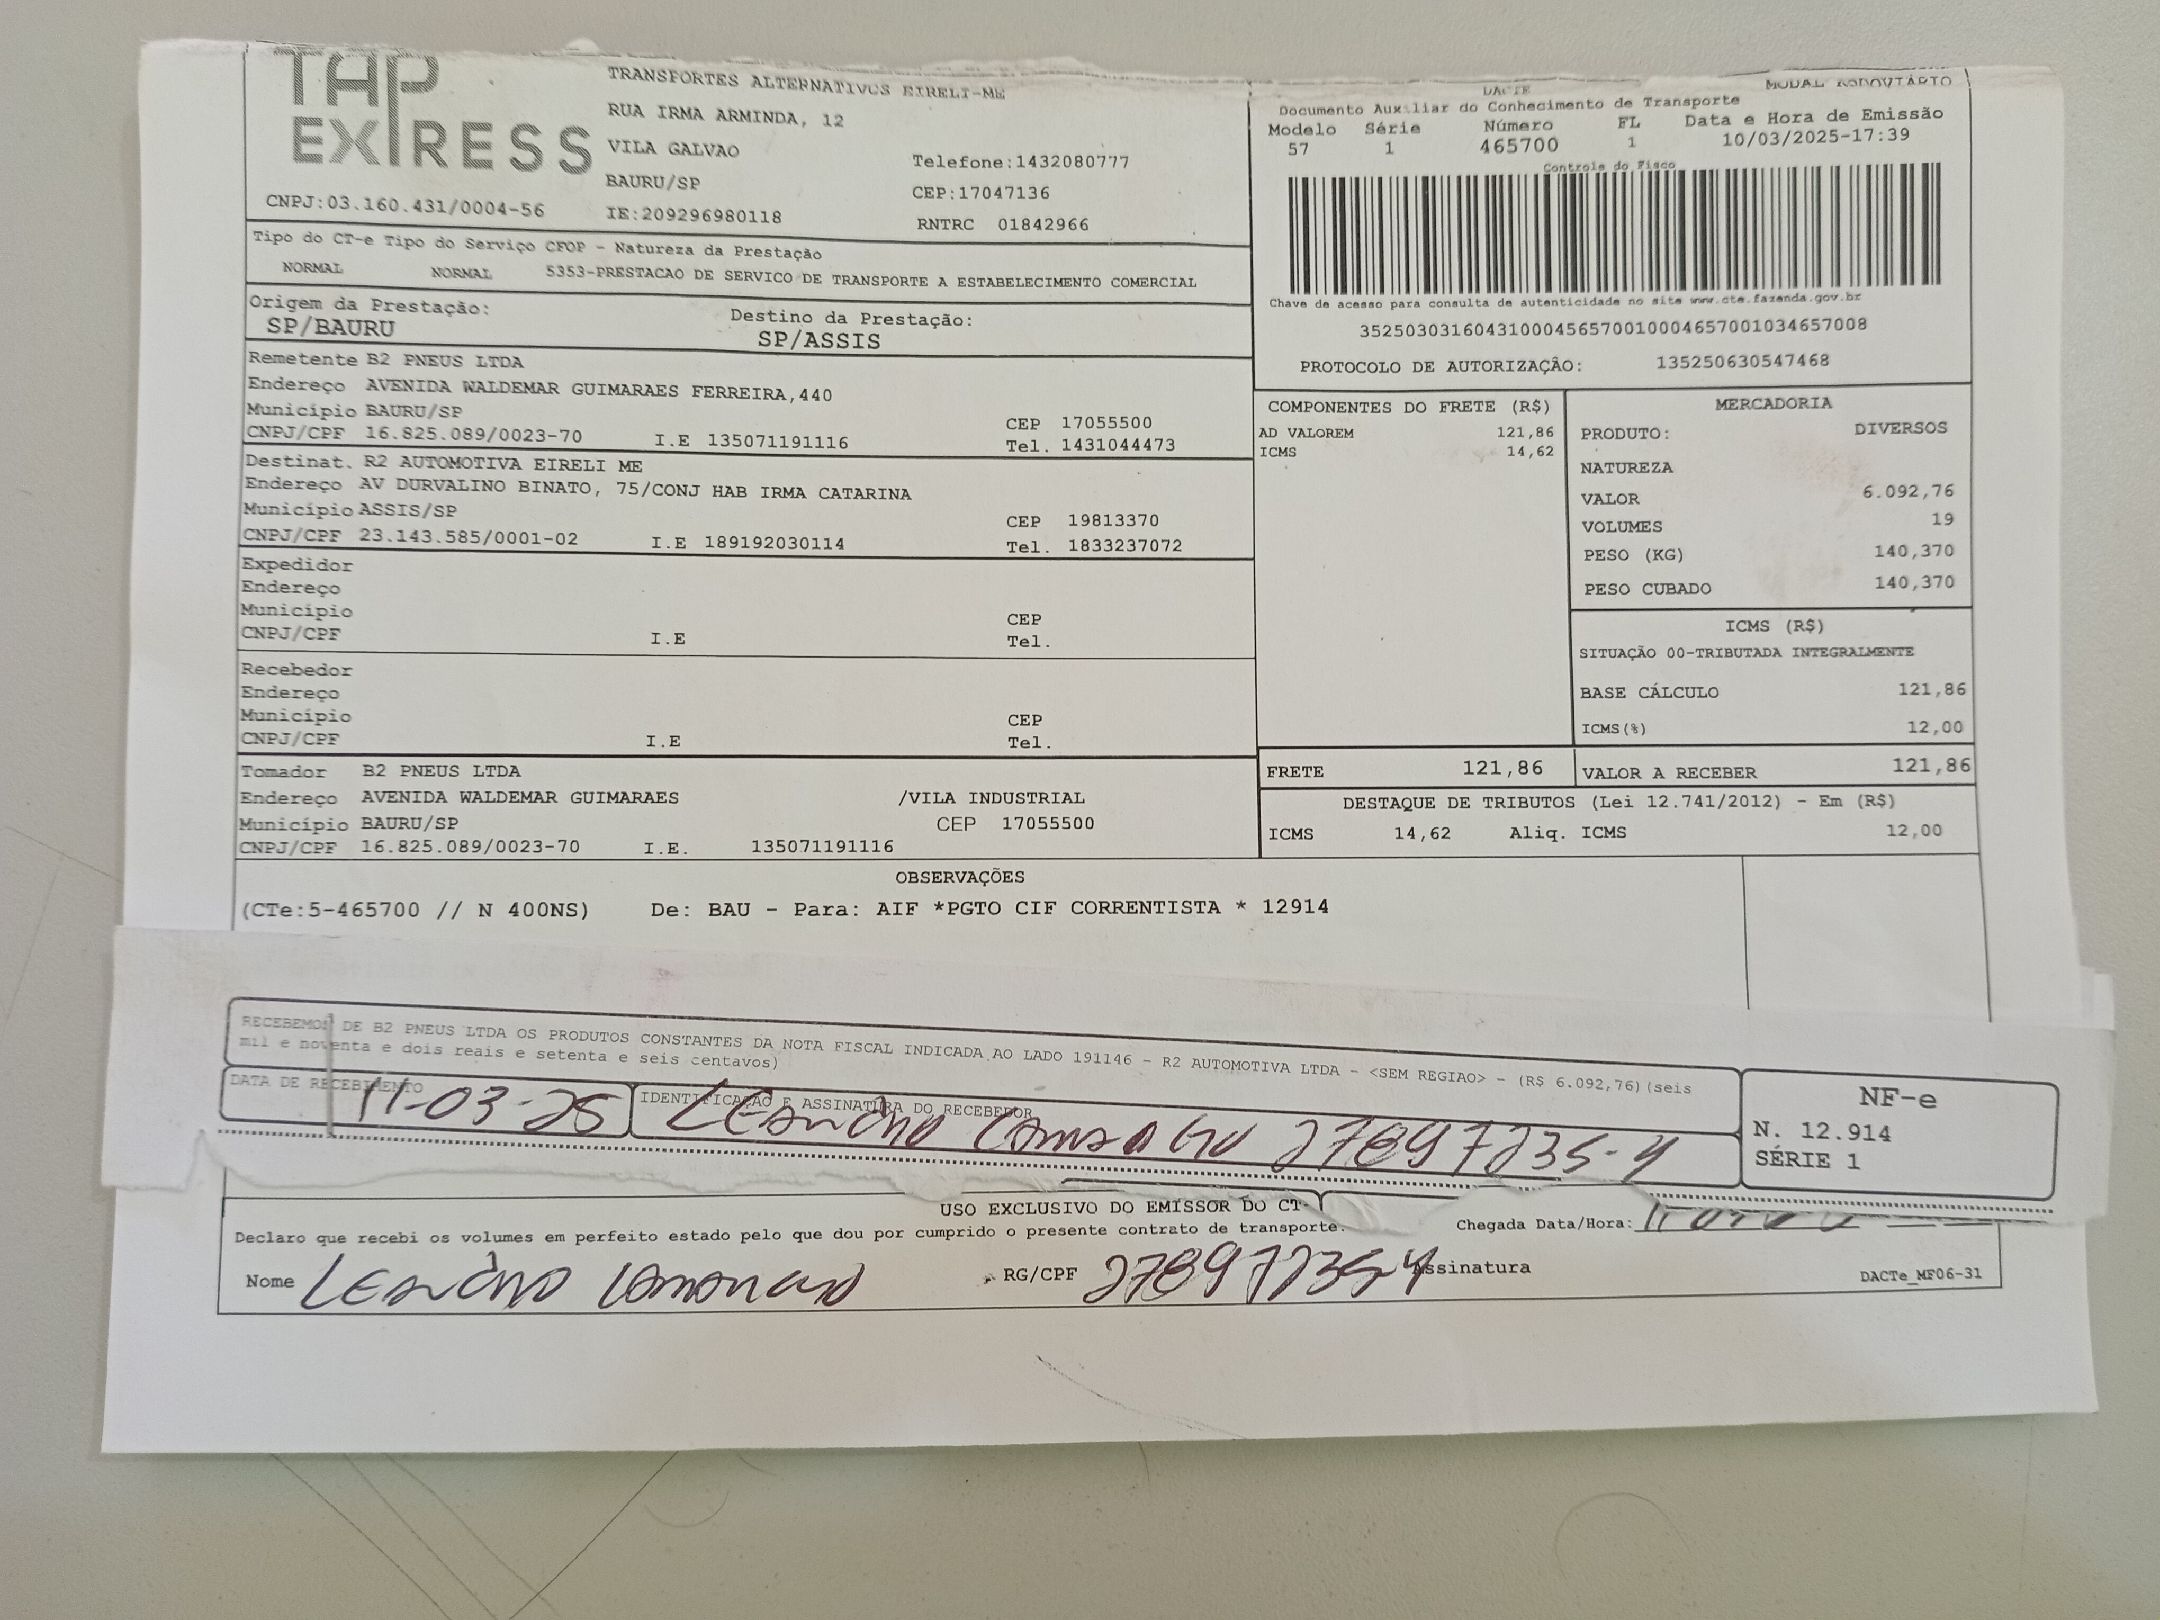 TAP
EXPRESS
TRANSPORTES ALTERNATIVOS EIRELI-ME
RUA IRMA ARMINDA, 12
VILA GALVAO
BAURU/SP
Telefone:1432080777
CEP:17047136
CNPJ:03.160.431/0004-56 IE:209296980118 RNTRC 01842966
DACTE MODAL RODOVIÁRIO
Documento Auxiliar do Conhecimento de Transporte
Modelo Série Número FL Data e Hora de Emissão
57 1 465700 1 10/03/2025-17:39
Controle do Fisco
Chave de acesso para consulta de autenticidade no site www.cte.fazenda.gov.br
35250303160431000456570010004657001034657008
PROTOCOLO DE AUTORIZAÇÃO: 135250630547468
Tipo do CT-e Tipo do Serviço CFOP - Natureza da Prestação
NORMAL NORMAL 5353-PRESTACAO DE SERVICO DE TRANSPORTE A ESTABELECIMENTO COMERCIAL
Origem da Prestação: Destino da Prestação:
SP/BAURU SP/ASSIS
Remetente B2 PNEUS LTDA
Endereço AVENIDA WALDEMAR GUIMARAES FERREIRA,440
Município BAURU/SP CEP 17055500
CNPJ/CPF 16.825.089/0023-70 I.E 135071191116 Tel. 1431044473
Destinat. R2 AUTOMOTIVA EIRELI ME
Endereço AV DURVALINO BINATO, 75/CONJ HAB IRMA CATARINA
Município ASSIS/SP CEP 19813370
CNPJ/CPF 23.143.585/0001-02 I.E 189192030114 Tel. 1833237072
Expedidor
Endereço
Município CEP
CNPJ/CPF I.E Tel.
Recebedor
Endereço
Município CEP
CNPJ/CPF I.E Tel.
Tomador B2 PNEUS LTDA
Endereço AVENIDA WALDEMAR GUIMARAES /VILA INDUSTRIAL
Município BAURU/SP CEP 17055500
CNPJ/CPF 16.825.089/0023-70 I.E. 135071191116
COMPONENTES DO FRETE (R$)
AD VALOREM 121,86
ICMS 14,62
MERCADORIA
PRODUTO: DIVERSOS
NATUREZA
VALOR 6.092,76
VOLUMES 19
PESO (KG) 140,370
PESO CUBADO 140,370
ICMS (R$)
SITUAÇÃO 00-TRIBUTADA INTEGRALMENTE
BASE CÁLCULO 121,86
ICMS(%) 12,00
FRETE 121,86 VALOR A RECEBER 121,86
DESTAQUE DE TRIBUTOS (Lei 12.741/2012) - Em (R$)
ICMS 14,62 Aliq. ICMS 12,00
OBSERVAÇÕES
(CTe:5-465700 // N 400NS) De: BAU - Para: AIF *PGTO CIF CORRENTISTA * 12914
RECEBEMOS DE B2 PNEUS LTDA OS PRODUTOS CONSTANTES DA NOTA FISCAL INDICADA AO LADO 191146 - R2 AUTOMOTIVA LTDA - <SEM REGIAO> - (R$ 6.092,76) (seis
mil e noventa e dois reais e setenta e seis centavos)
DATA DE RECEBIMENTO IDENTIFICAÇÃO E ASSINATURA DO RECEBEDOR
11-03-25 LEANDRO 27897235-4
NF-e
N. 12.914
SÉRIE 1
USO EXCLUSIVO DO EMISSOR DO CT-
Declaro que recebi os volumes em perfeito estado pelo que dou por cumprido o presente contrato de transporte. Chegada Data/Hora:
Nome LEANDRO RG/CPF 27897235-4 Assinatura
DACTe_MF06-31